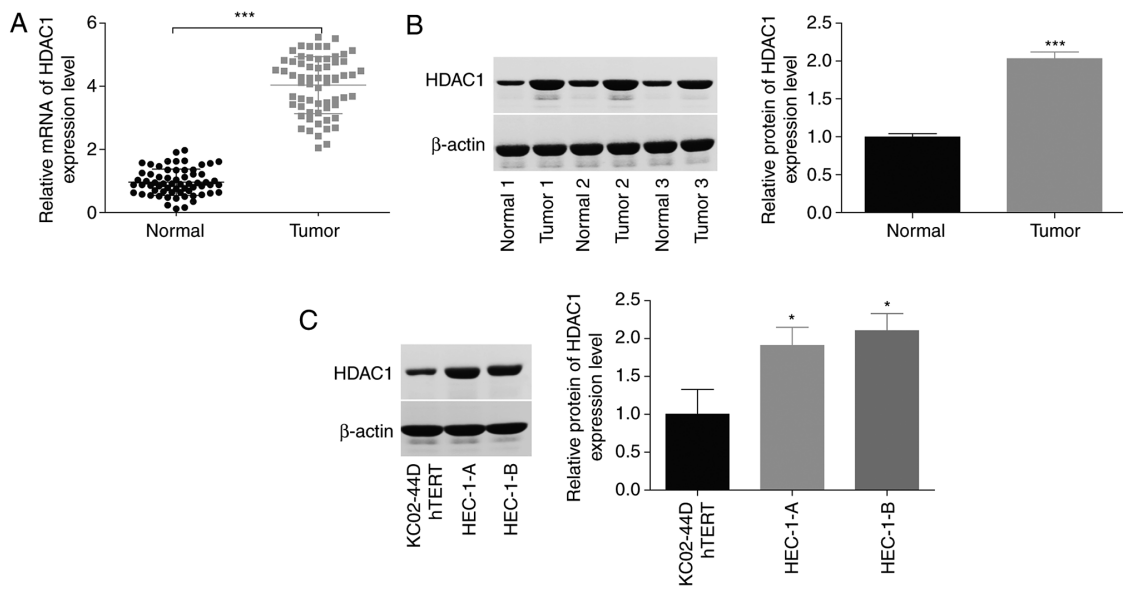 A
Relative mRNA of HDAC1
expression level
6
4
2
0
***
Normal
Tumor
B
HDAC1
β-actin
Normal 1
Tumor 1
Normal 2
Tumor 2
Normal 3
Tumor 3
Relative protein of HDAC1
expression level
2.5
2.0
1.5
1.0
0.5
0.0
***
Normal
Tumor
C
HDAC1
β-actin
KC02-44D
hTERT
HEC-1-A
HEC-1-B
Relative protein of HDAC1
expression level
2.5
2.0
1.5
1.0
0.5
0.0
*
*
KC02-44D
hTERT
HEC-1-A
HEC-1-B